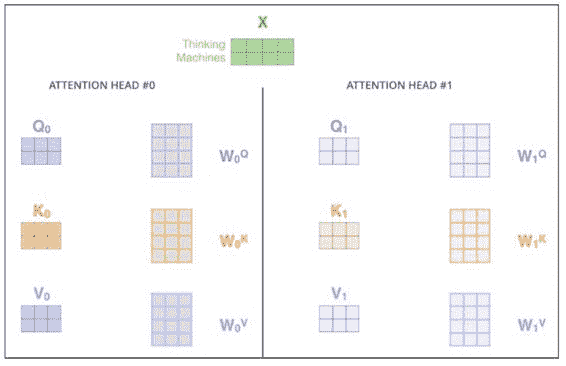 X
Thinking
Machines
ATTENTION HEAD #0
ATTENTION HEAD #1
Q₀
W₀Q
Q₁
W₁Q
K₀
W₀K
K₁
W₁K
V₀
W₀V
V₁
W₁V